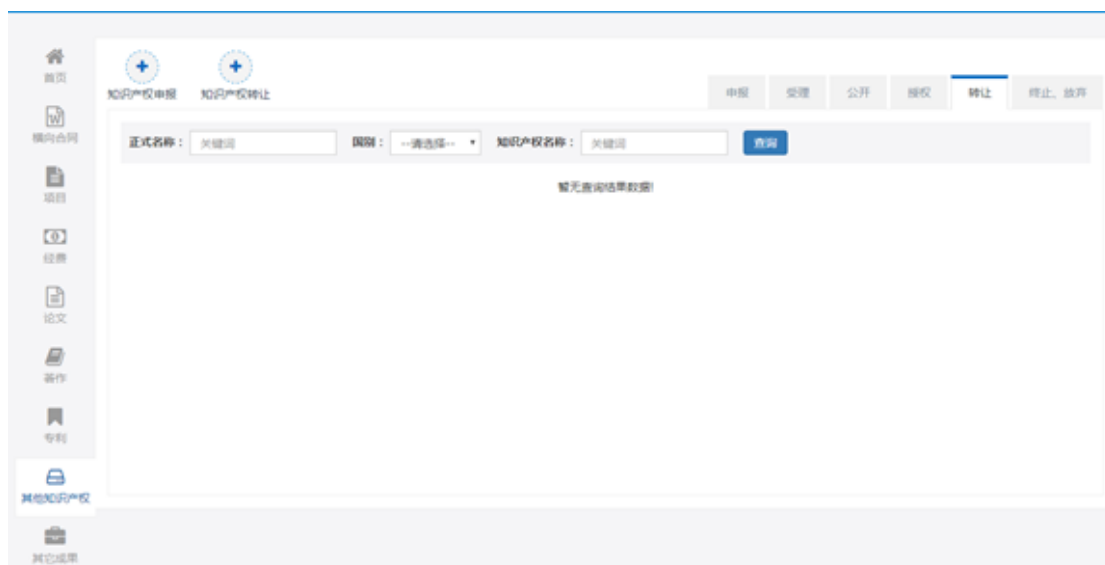 首页
横向合同
项目
经费
论文
著作
专利
其他知识产权
其它成果
知识产权申报 知识产权转让
申报 受理 公开 授权 转让 终止、放弃
正式名称： 关键词 国别： --请选择-- 知识产权名称： 关键词 查询
暂无查询结果数据!